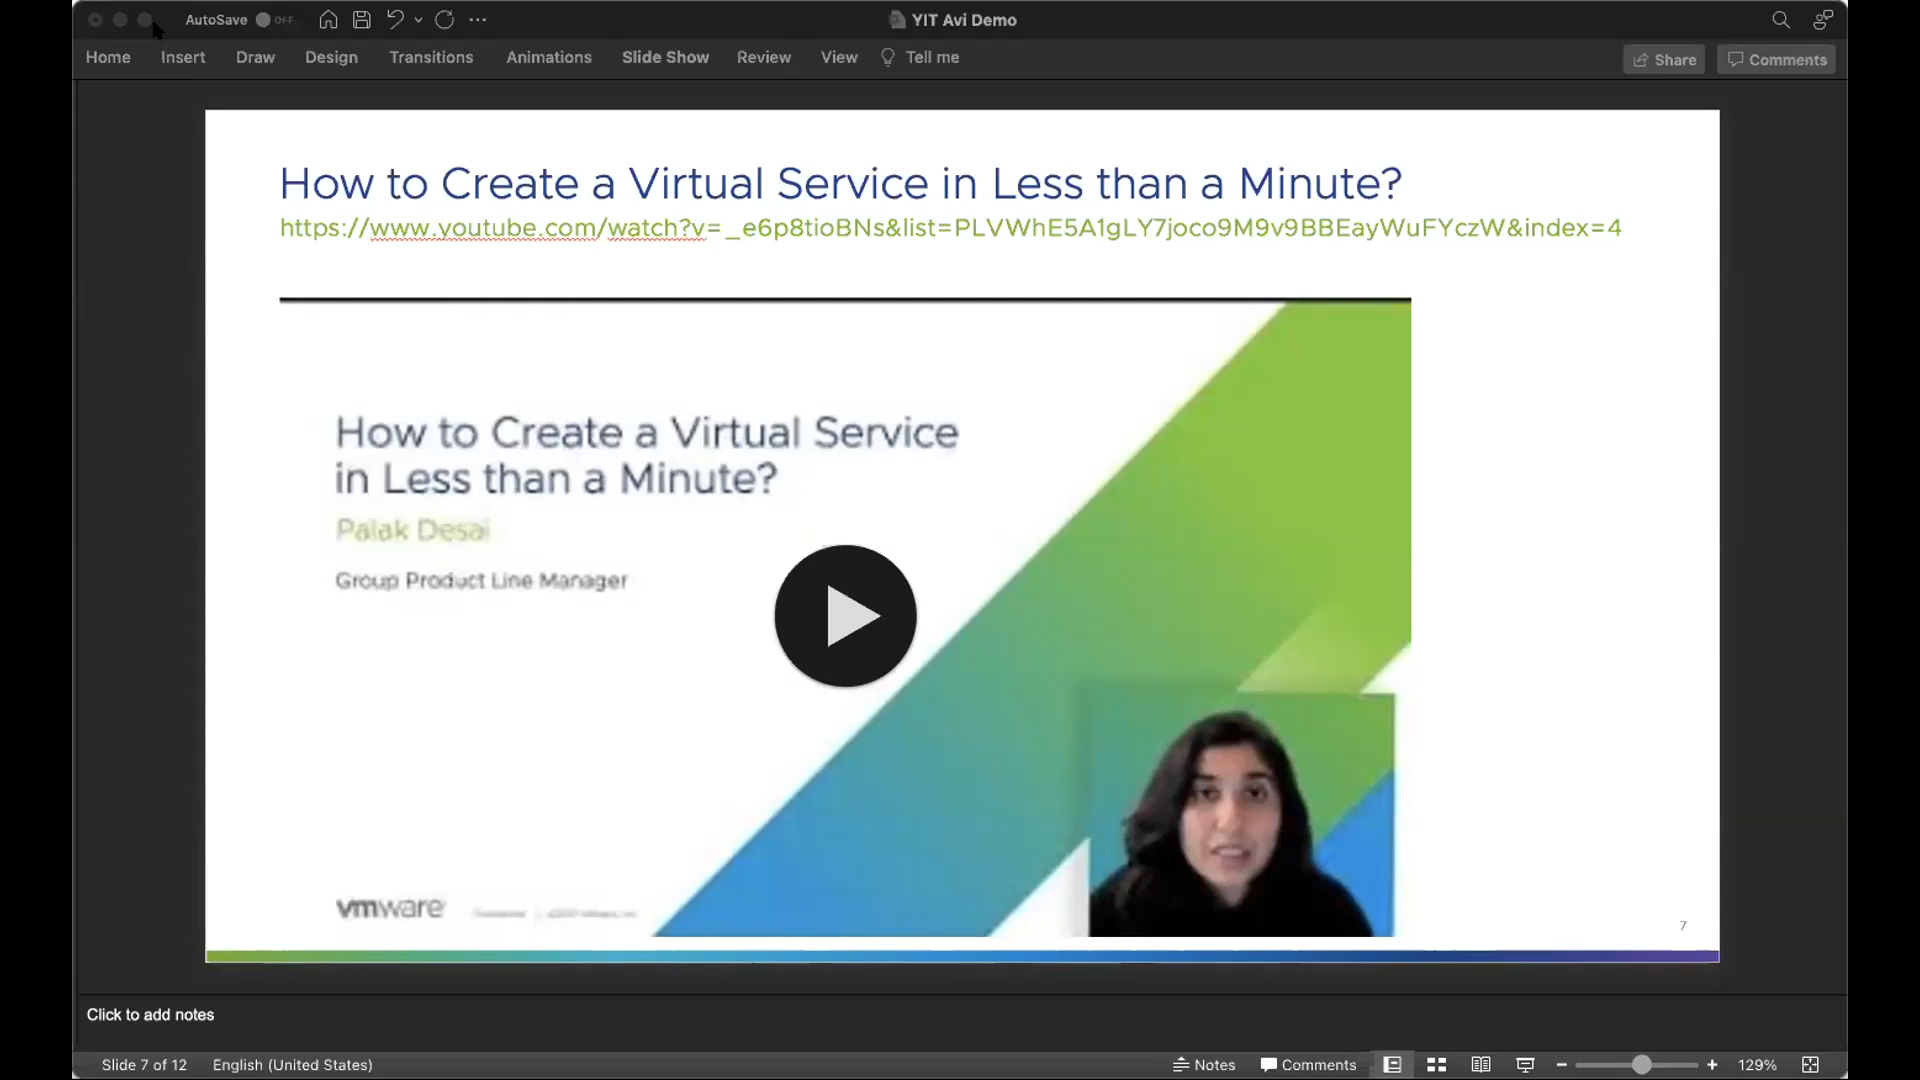 AutoSave OFF
YIT Avi Demo
Home Insert Draw Design Transitions Animations Slide Show Review View Tell me
Share Comments
How to Create a Virtual Service in Less than a Minute?
https://www.youtube.com/watch?v=_e6p8tioBNs&list=PLVWhE5A1gLY7joco9M9v9BBEayWuFYczW&index=4
How to Create a Virtual Service
in Less than a Minute?
Palak Desai
Group Product Line Manager
vmware
7
Click to add notes
Slide 7 of 12 English (United States) Notes Comments 129%